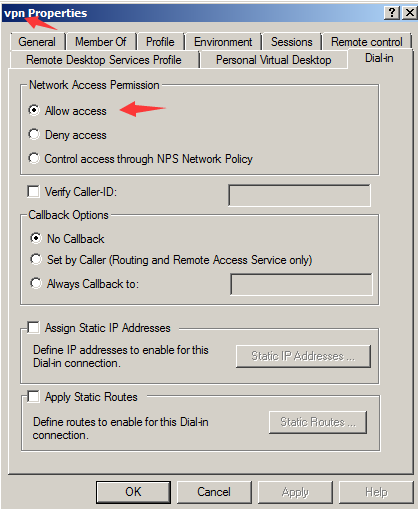 vpn Properties
?
General
Member Of
Profile
Environment
Sessions
Remote control
Remote Desktop Services Profile
Personal Virtual Desktop
Dial-in
Network Access Permission
Allow access
Deny access
Control access through NPS Network Policy
Verify Caller-ID:
Callback Options
No Callback
Set by Caller (Routing and Remote Access Service only)
Always Callback to:
Assign Static IP Addresses
Define IP addresses to enable for this
Dial-in connection.
Static IP Addresses ...
Apply Static Routes
Define routes to enable for this Dial-in
connection.
Static Routes ...
OK
Cancel
Apply
Help